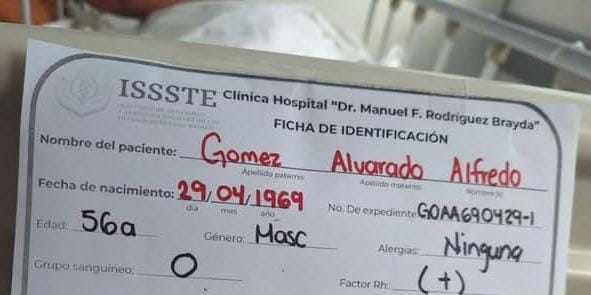 ISSSTE Clínica Hospital "Dr. Manuel F. Rodríguez Brayda"
FICHA DE IDENTIFICACIÓN
Nombre del paciente: Gomez Alvarado Alfredo
Apellido paterno Apellido materno Nombre (s)
Fecha de nacimiento: 29/04/1969 No. De expediente: GOAA690429-1
día mes año
Edad: 56a Género: Masc Alergias: Ninguna
Grupo sanguíneo: O Factor Rh: (+)